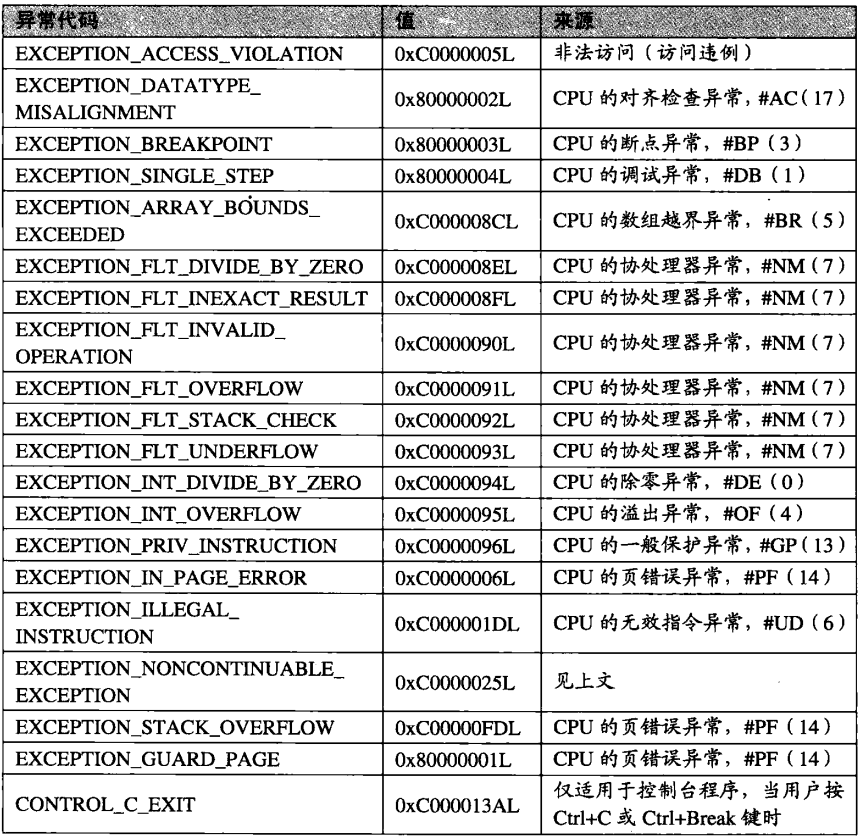 异常代码 值 来源
EXCEPTION_ACCESS_VIOLATION 0xC0000005L 非法访问(访问违例)
EXCEPTION_DATATYPE_
MISALIGNMENT 0x80000002L CPU 的对齐检查异常,#AC(17)
EXCEPTION_BREAKPOINT 0x80000003L CPU 的断点异常,#BP(3)
EXCEPTION_SINGLE_STEP 0x80000004L CPU 的调试异常,#DB(1)
EXCEPTION_ARRAY_BOUNDS_
EXCEEDED 0xC000008CL CPU 的数组越界异常,#BR(5)
EXCEPTION_FLT_DIVIDE_BY_ZERO 0xC000008EL CPU 的协处理器异常,#NM(7)
EXCEPTION_FLT_INEXACT_RESULT 0xC000008FL CPU 的协处理器异常,#NM(7)
EXCEPTION_FLT_INVALID_
OPERATION 0xC0000090L CPU 的协处理器异常,#NM(7)
EXCEPTION_FLT_OVERFLOW 0xC0000091L CPU 的协处理器异常,#NM(7)
EXCEPTION_FLT_STACK_CHECK 0xC0000092L CPU 的协处理器异常,#NM(7)
EXCEPTION_FLT_UNDERFLOW 0xC0000093L CPU 的协处理器异常,#NM(7)
EXCEPTION_INT_DIVIDE_BY_ZERO 0xC0000094L CPU 的除零异常,#DE(0)
EXCEPTION_INT_OVERFLOW 0xC0000095L CPU 的溢出异常,#OF(4)
EXCEPTION_PRIV_INSTRUCTION 0xC0000096L CPU 的一般保护异常,#GP(13)
EXCEPTION_IN_PAGE_ERROR 0xC0000006L CPU 的页错误异常,#PF(14)
EXCEPTION_ILLEGAL_
INSTRUCTION 0xC000001DL CPU 的无效指令异常,#UD(6)
EXCEPTION_NONCONTINUABLE_
EXCEPTION 0xC0000025L 见上文
EXCEPTION_STACK_OVERFLOW 0xC00000FDL CPU 的页错误异常,#PF(14)
EXCEPTION_GUARD_PAGE 0x80000001L CPU 的页错误异常,#PF(14)
CONTROL_C_EXIT 0xC000013AL 仅适用于控制台程序,当用户按
Ctrl+C 或 Ctrl+Break 键时